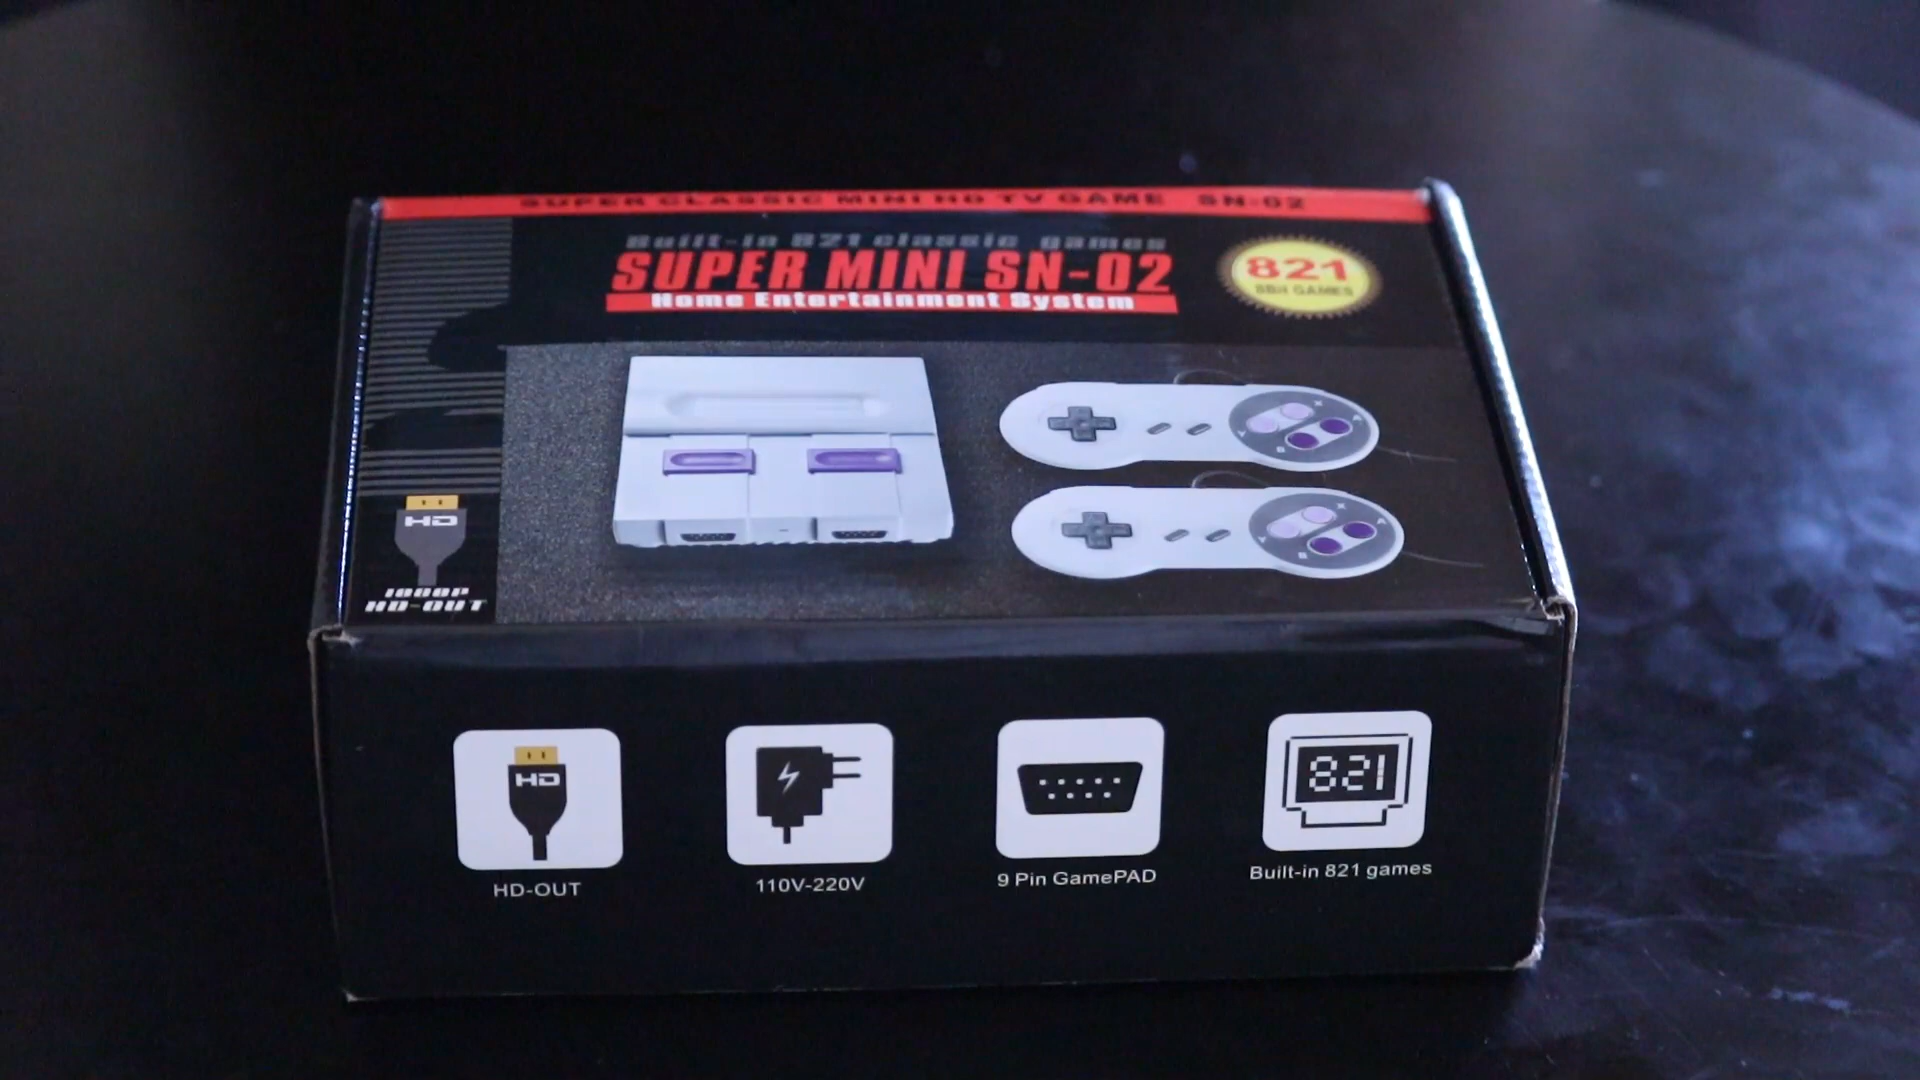 SUPER CLASSIC MINI HD TV GAME SN-02
Built-in 821 classic games
SUPER MINI SN-02
Home Entertainment System
821
8Bit GAMES
HD
1080P
HD-OUT
HD
HD-OUT
110V-220V
9 Pin GamePAD
821
Built-in 821 games